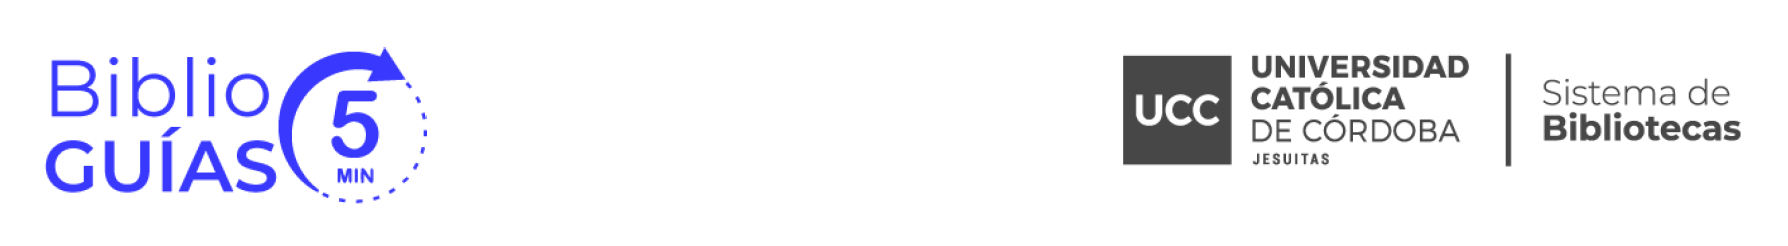 Biblio
GUÍAS
5
MIN
UCC
UNIVERSIDAD
CATÓLICA
DE CÓRDOBA
JESUITAS
Sistema de
Bibliotecas